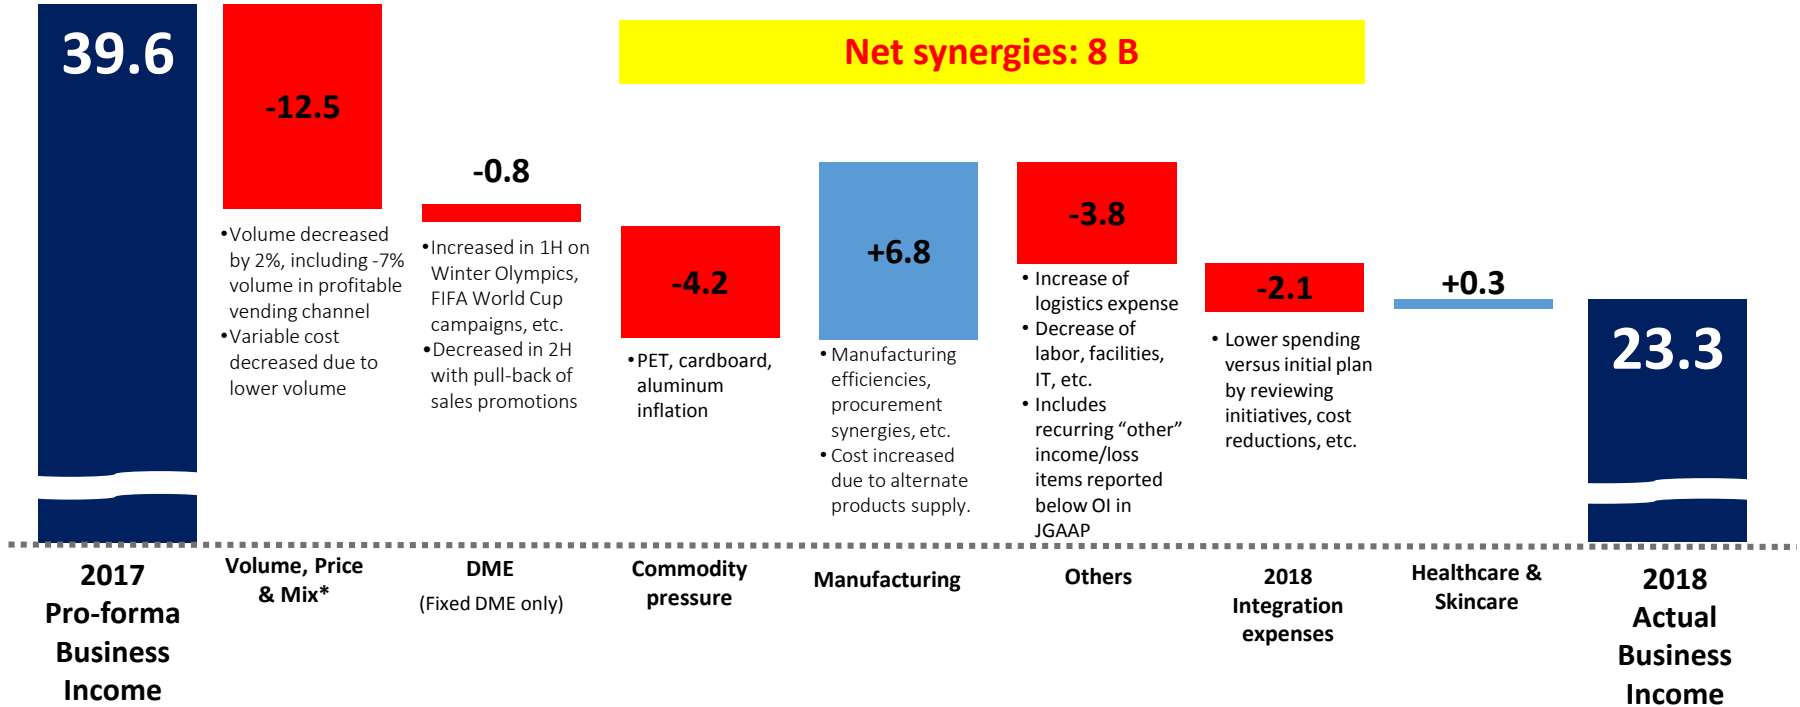 39.6
-12.5
•Volume decreased
by 2%, including -7%
volume in profitable
vending channel
•Variable cost
decreased due to
lower volume
-0.8
•Increased in 1H on
Winter Olympics,
FIFA World Cup
campaigns, etc.
•Decreased in 2H
with pull-back of
sales promotions
Net synergies: 8 B
-4.2
•PET, cardboard,
aluminum
inflation
+6.8
• Manufacturing
efficiencies,
procurement
synergies, etc.
• Cost increased
due to alternate
products supply.
-3.8
• Increase of
logistics expense
• Decrease of
labor, facilities,
IT, etc.
• Includes
recurring “other”
income/loss
items reported
below OI in
JGAAP
-2.1
• Lower spending
versus initial plan
by reviewing
initiatives, cost
reductions, etc.
+0.3
23.3
2017
Pro-forma
Business
Income
Volume, Price
& Mix*
DME
(Fixed DME only)
Commodity
pressure
Manufacturing
Others
2018
Integration
expenses
Healthcare &
Skincare
2018
Actual
Business
Income